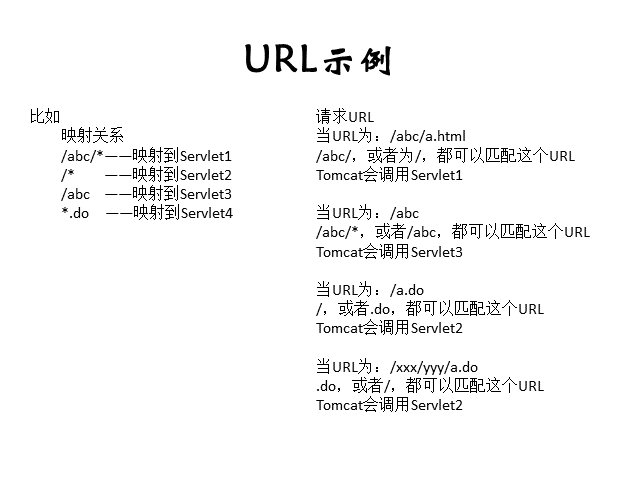 URL示例
比如
映射关系
/abc/*——映射到Servlet1
/* ——映射到Servlet2
/abc ——映射到Servlet3
*.do ——映射到Servlet4
请求URL
当URL为：/abc/a.html
/abc/，或者为/，都可以匹配这个URL
Tomcat会调用Servlet1
当URL为：/abc
/abc/*，或者/abc，都可以匹配这个URL
Tomcat会调用Servlet3
当URL为：/a.do
/，或者.do，都可以匹配这个URL
Tomcat会调用Servlet2
当URL为：/xxx/yyy/a.do
.do，或者/，都可以匹配这个URL
Tomcat会调用Servlet2